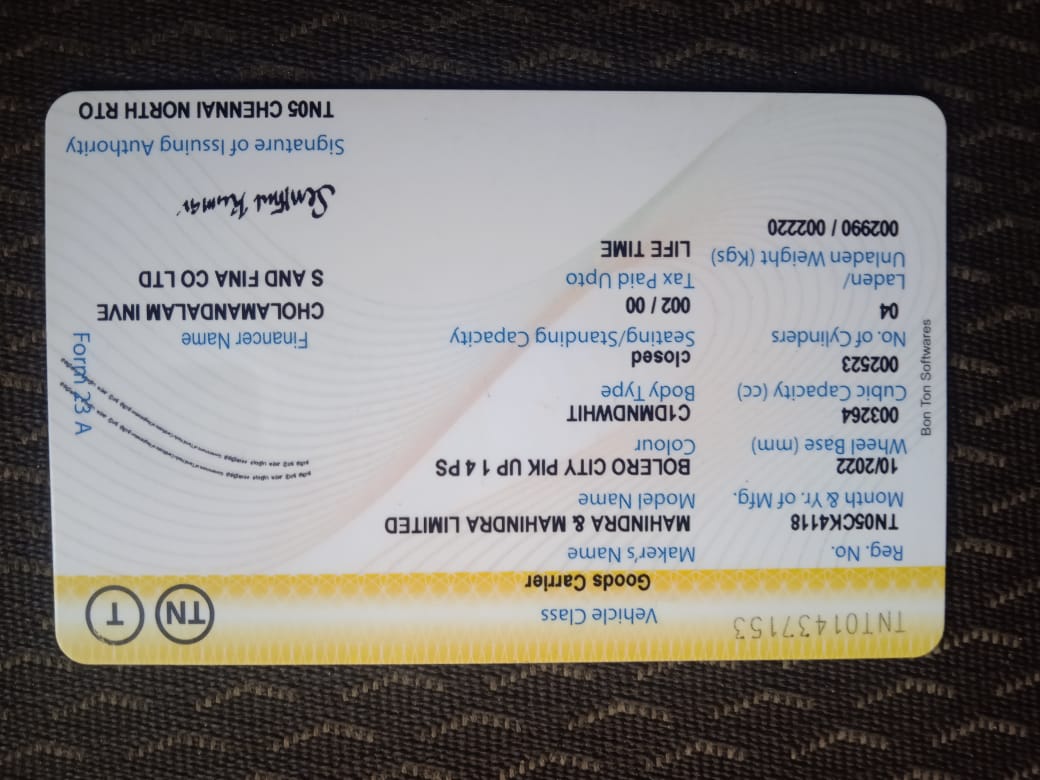 TNT01437153
Vehicle Class
Goods Carrier
TN
T
Reg. No.
TN05CK4118
Maker's Name
MAHINDRA & MAHINDRA LIMITED
Month & Yr. of Mfg.
10/2022
Model Name
BOLERO CITY PIK UP 1 4 PS
Wheel Base (mm)
003264
Colour
C1DMNDWHIT
Cubic Capacity (cc)
002523
Body Type
closed
No. of Cylinders
04
Seating/Standing Capacity
002 / 00
Laden/
Unladen Weight (Kgs)
002990 / 002220
Tax Paid Upto
LIFE TIME
Form 23 A
Financer Name
CHOLAMANDALAM INVE
S AND FINA CO LTD
Senthil Kumar
Signature of Issuing Authority
TN05 CHENNAI NORTH RTO
Bon Ton Softwares